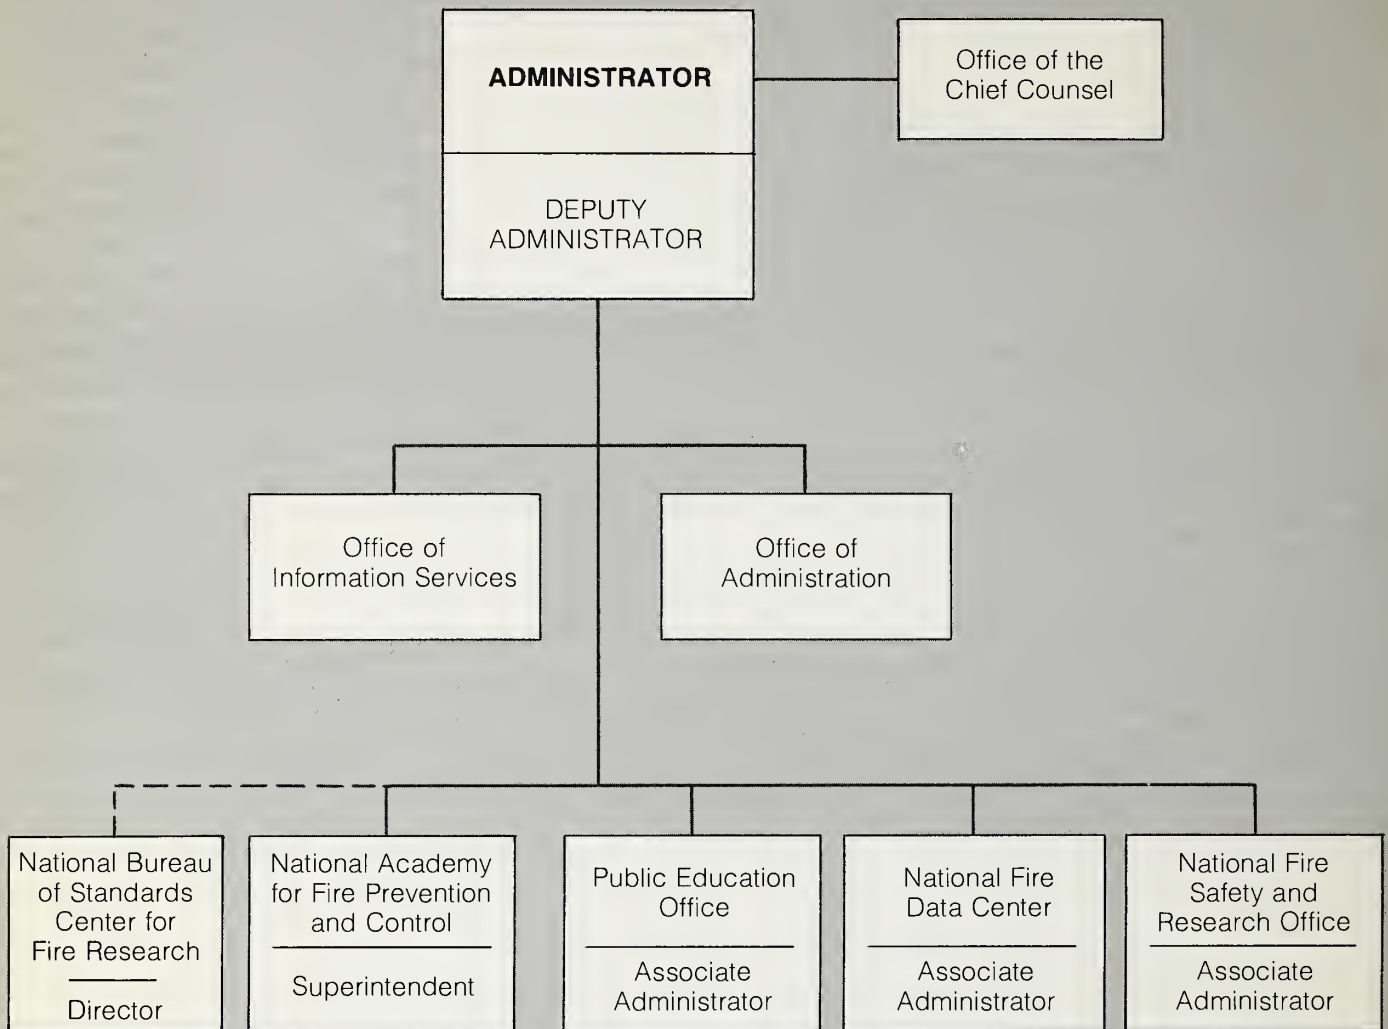 ADMINISTRATOR
Office of the
Chief Counsel
DEPUTY
ADMINISTRATOR
Office of
Information Services
Office of
Administration
National Bureau
of Standards
Center for
Fire Research
Director
National Academy
for Fire Prevention
and Control
Superintendent
Public Education
Office
Associate
Administrator
National Fire
Data Center
Associate
Administrator
National Fire
Safety and
Research Office
Associate
Administrator